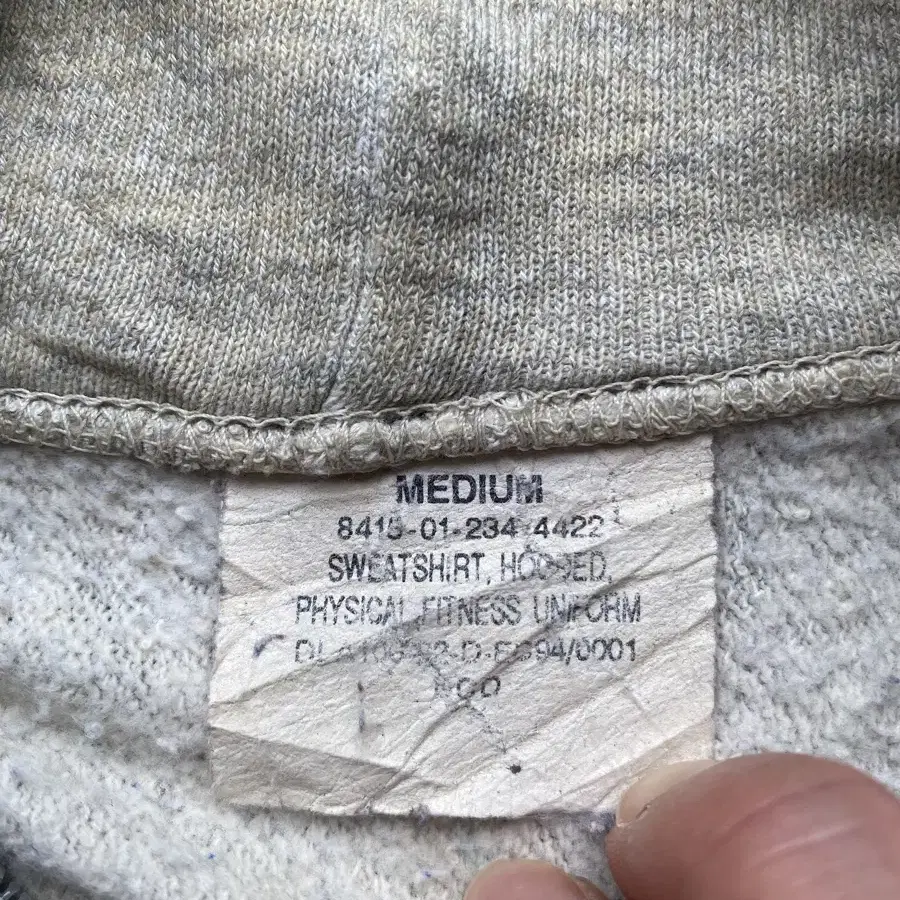 MEDIUM
8415-01-234-4422
SWEATSHIRT, HOODED,
PHYSICAL FITNESS UNIFORM